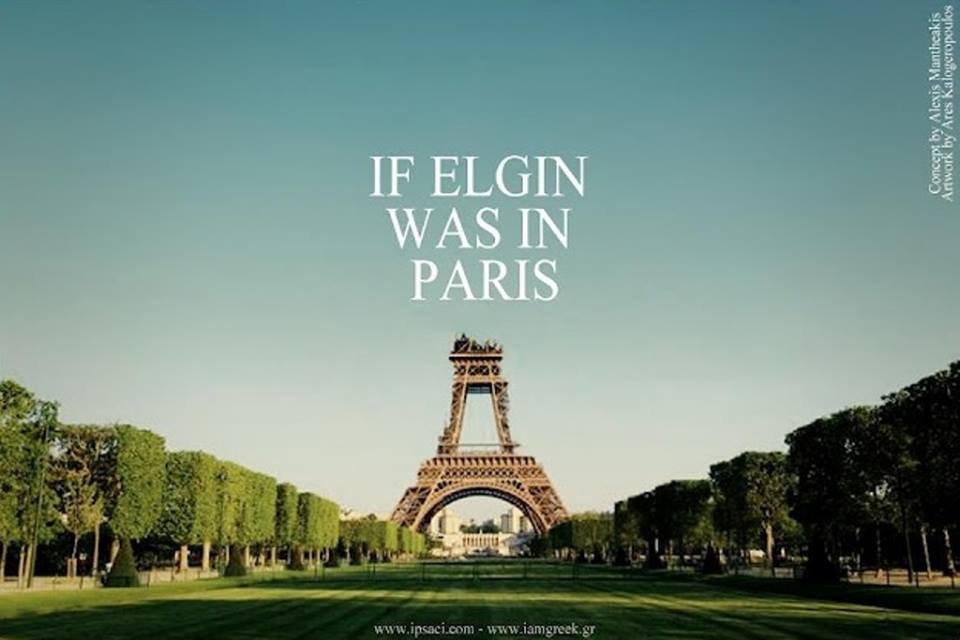 IF ELGIN
WAS IN
PARIS
Concept by Alexis Mantheakis
Artwork by Ares Kalogeropoulos
www.ipsaci.com - www.iamgreek.gr